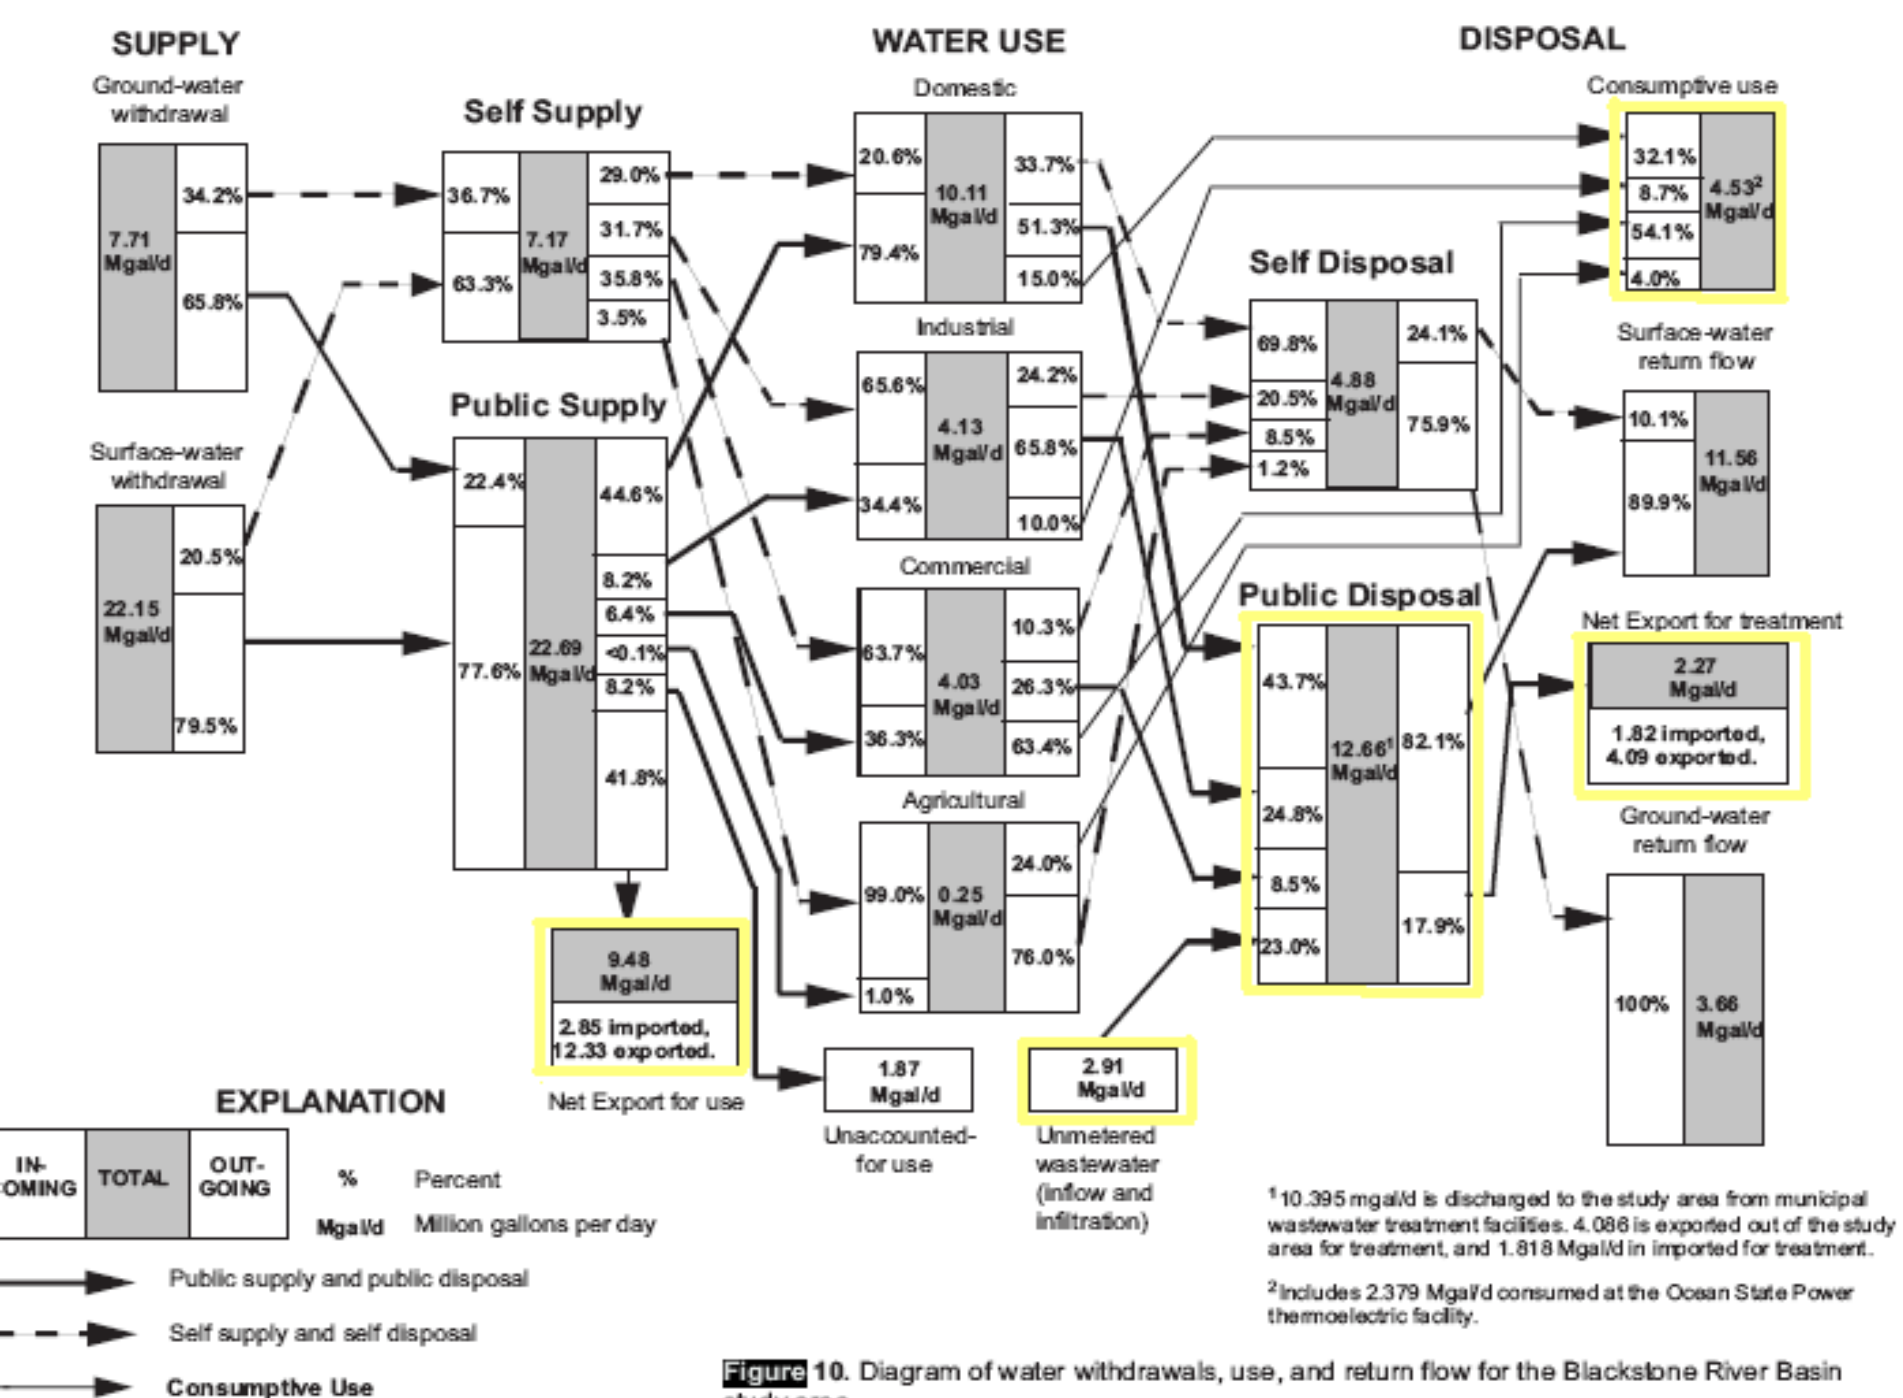 SUPPLY
WATER USE
DISPOSAL
Ground-water
withdrawal
7.71
Mgal/d
34.2%
65.8%
Surface-water
withdrawal
22.15
Mgal/d
20.5%
79.5%
Self Supply
36.7%
63.3%
7.17
Mgal/d
29.0%
31.7%
35.8%
3.5%
Public Supply
22.4%
77.6%
22.69
Mgal/d
44.6%
8.2%
6.4%
<0.1%
8.2%
41.8%
9.48
Mgal/d
2.85 imported,
12.33 exported.
Net Export for use
Domestic
20.6%
79.4%
10.11
Mgal/d
33.7%
51.3%
15.0%
Industrial
65.6%
34.4%
4.13
Mgal/d
24.2%
65.8%
10.0%
Commercial
63.7%
36.3%
4.03
Mgal/d
10.3%
26.3%
63.4%
Agricultural
99.0%
1.0%
0.25
Mgal/d
24.0%
76.0%
1.87
Mgal/d
Unaccounted-
for use
2.91
Mgal/d
Unmetered
wastewater
(inflow and
infiltration)
Self Disposal
69.8%
20.5%
8.5%
1.2%
4.88
Mgal/d
24.1%
75.9%
Public Disposal
43.7%
24.8%
8.5%
23.0%
12.66¹
Mgal/d
82.1%
17.9%
Consumptive use
32.1%
8.7%
54.1%
4.0%
4.53²
Mgal/d
Surface-water
return flow
10.1%
89.9%
11.56
Mgal/d
Net Export for treatment
2.27
Mgal/d
1.82 imported,
4.09 exported.
Ground-water
return flow
100%
3.66
Mgal/d
EXPLANATION
IN-
OMING
TOTAL
OUT-
GOING
% Percent
Mgal/d Million gallons per day
Public supply and public disposal
Self supply and self disposal
Consumptive Use
¹10.395 mgal/d is discharged to the study area from municipal
wastewater treatment facilities. 4.086 is exported out of the study
area for treatment, and 1.818 Mgal/d in imported for treatment.
²Includes 2.379 Mgal/d consumed at the Ocean State Power
thermoelectric facility.
Figure 10. Diagram of water withdrawals, use, and return flow for the Blackstone River Basin